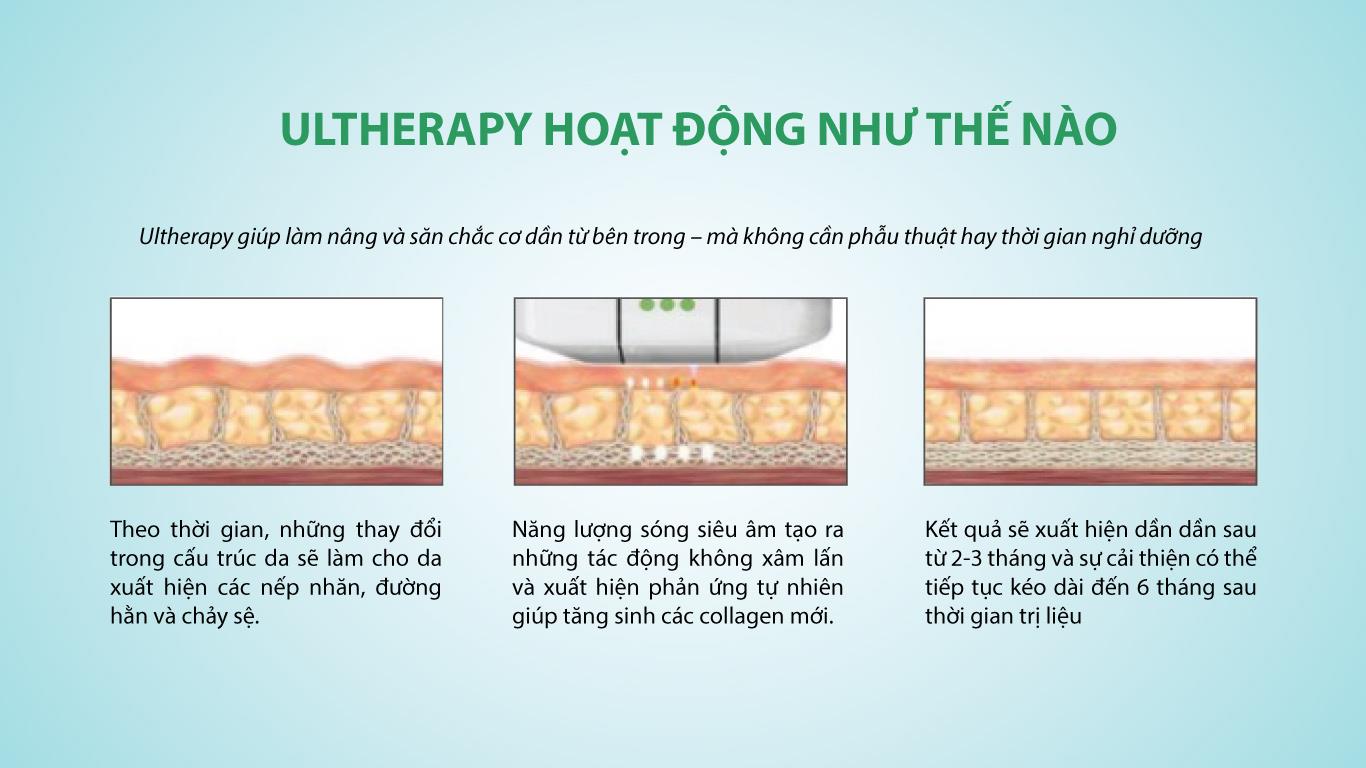 ULTHERAPY HOẠT ĐỘNG NHƯ THẾ NÀO
Ultherapy giúp làm nâng và săn chắc cơ dần từ bên trong – mà không cần phẫu thuật hay thời gian nghỉ dưỡng
Theo thời gian, những thay đổi
trong cấu trúc da sẽ làm cho da
xuất hiện các nếp nhăn, đường
hằn và chảy sệ.
Năng lượng sóng siêu âm tạo ra
những tác động không xâm lấn
và xuất hiện phản ứng tự nhiên
giúp tăng sinh các collagen mới.
Kết quả sẽ xuất hiện dần dần sau
từ 2-3 tháng và sự cải thiện có thể
tiếp tục kéo dài đến 6 tháng sau
thời gian trị liệu